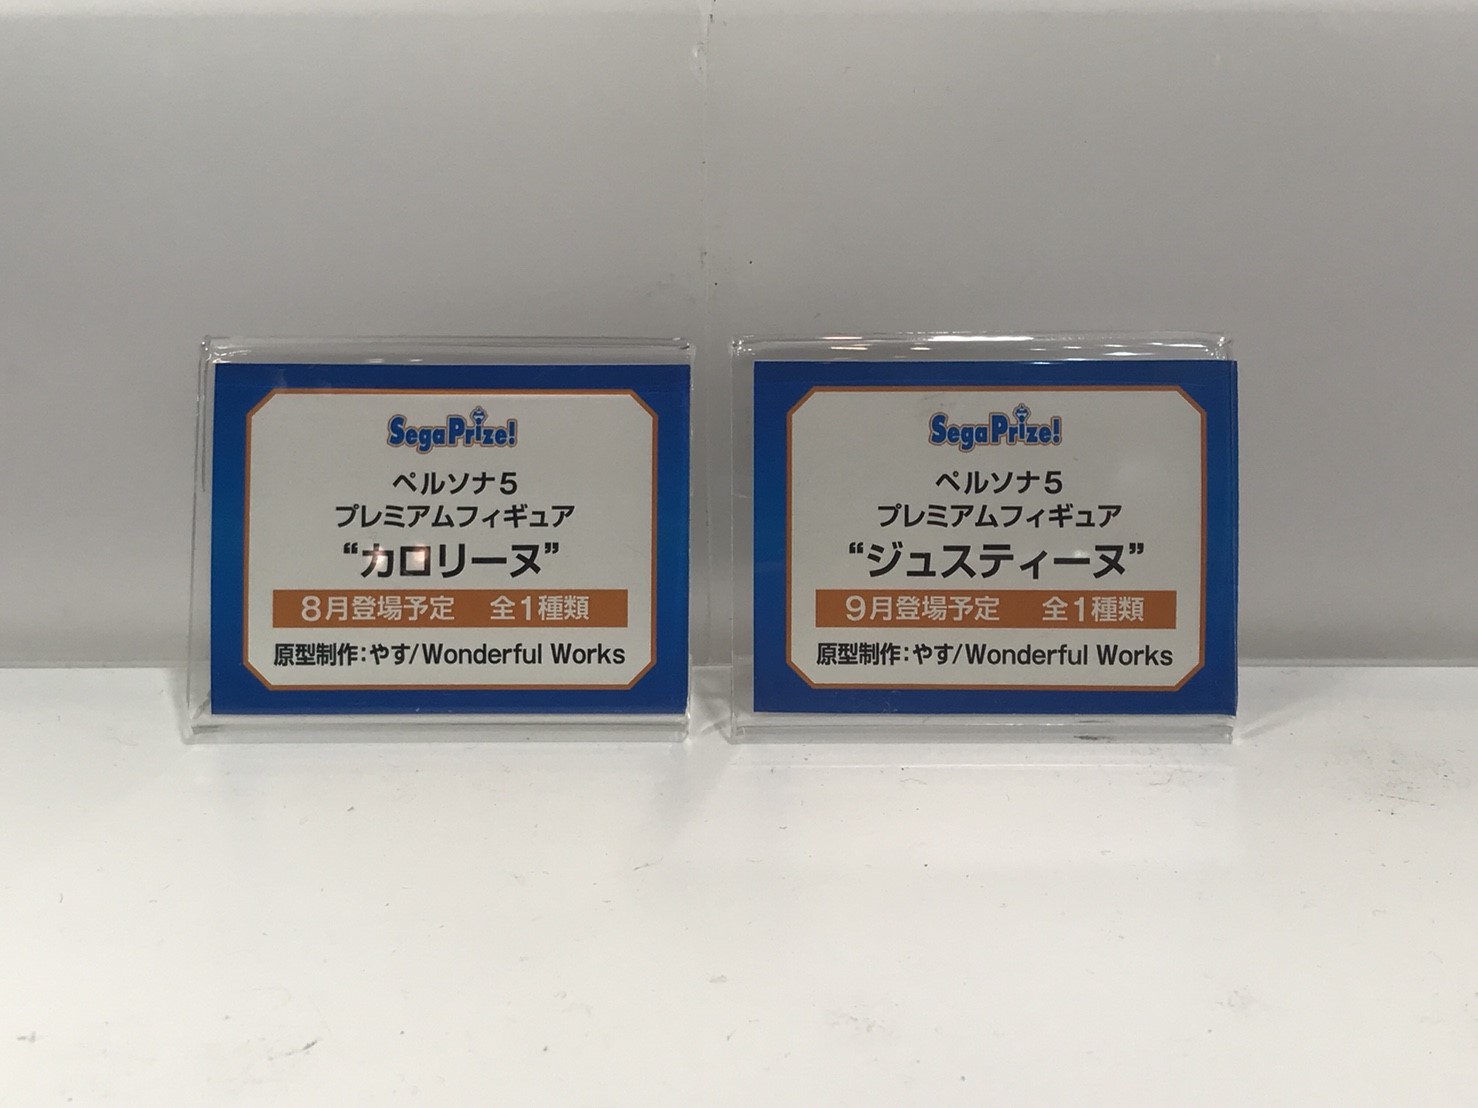 SegaPrize!
ペルソナ5
プレミアムフィギュア
“カロリーヌ”
8月登場予定　全1種類
原型制作：やす/Wonderful Works
SegaPrize!
ペルソナ5
プレミアムフィギュア
“ジュスティーヌ”
9月登場予定　全1種類
原型制作：やす/Wonderful Works